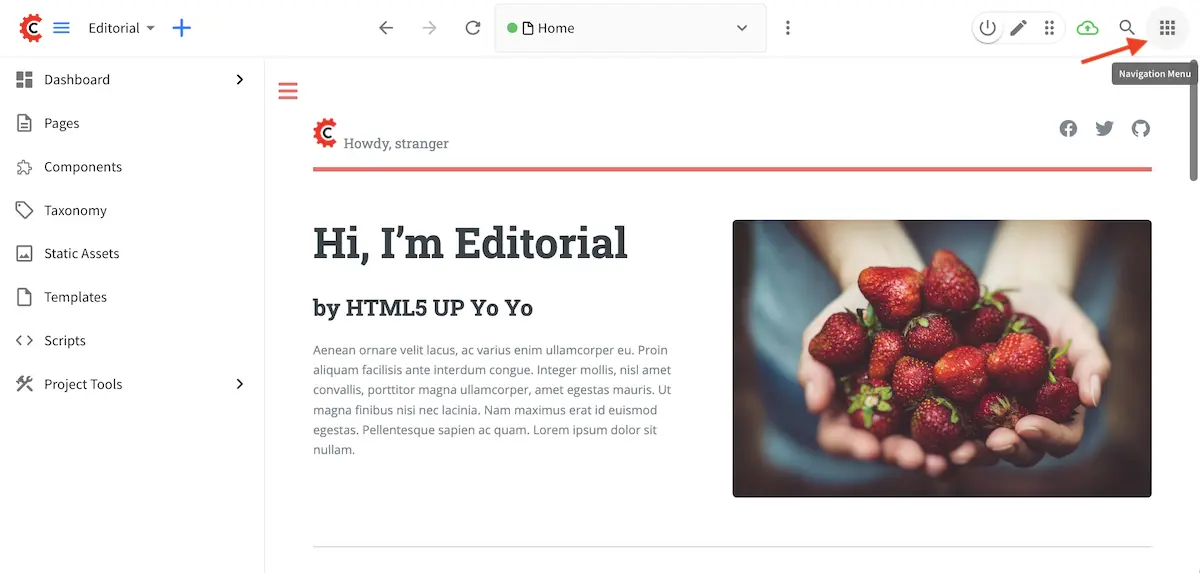 C Editorial
Home
Navigation Menu
Dashboard
Pages
Components
Taxonomy
Static Assets
Templates
Scripts
Project Tools
C Howdy, stranger
Hi, I’m Editorial
by HTML5 UP Yo Yo
Aenean ornare velit lacus, ac varius enim ullamcorper eu. Proin
aliquam facilisis ante interdum congue. Integer mollis, nisl amet
convallis, porttitor magna ullamcorper, amet egestas mauris. Ut
magna finibus nisi nec lacinia. Nam maximus erat id euismod
egestas. Pellentesque sapien ac quam. Lorem ipsum dolor sit
nullam.